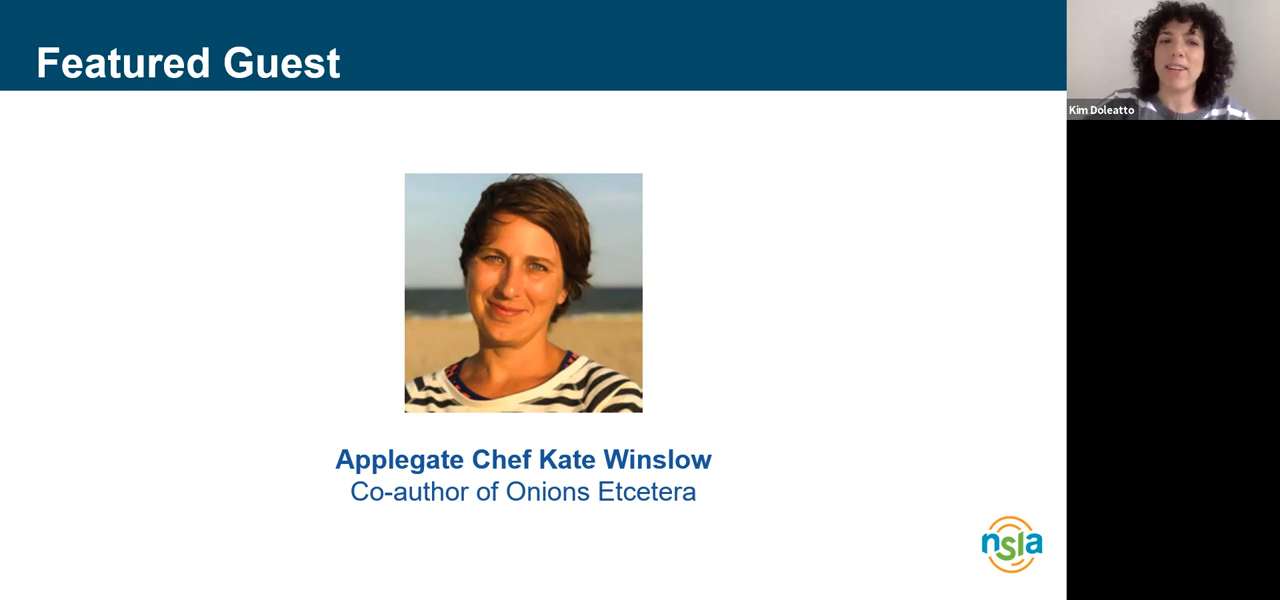 Featured Guest
Kim Doleatto
Applegate Chef Kate Winslow
Co-author of Onions Etcetera
nsla